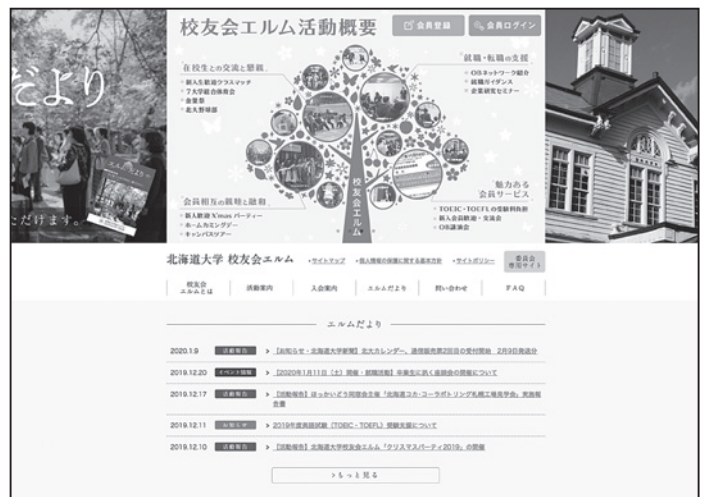 校友会エルム活動概要
会員登録
会員ログイン
だより
在校生との交流と懇親
新入生歓迎クラスマッチ
7大学総合体育会
金葉祭
北大野球部
就職・転職の支援
OBネットワーク紹介
就職ガイダンス
企業研究セミナー
会員相互の親睦と融和
新人歓迎 X'mas パーティー
ホームカミングデー
キャンパスツアー
校友会エルム
魅力ある
会員サービス
TOEIC・TOEFLの受験料負担
新入会員歓迎・交流会
OB講演会
ただけます。
北海道大学 校友会エルム
サイトマップ
個人情報の保護に関する基本方針
サイトポリシー
委員会
専用サイト
校友会
エルムとは
活動案内
入会案内
エルムだより
問い合わせ
FAQ
エルムだより
2020.1.9 活動報告 > 【お知らせ・北海道大学新聞】北大カレンダー、通信販売第2回目の受付開始 2月9日発送分
2019.12.20 イベント情報 > 【2020年1月11日（土）開催・就職活動】卒業生に訊く座談会の開催について
2019.12.17 活動報告 > 【活動報告】ほっかいどう同窓会主催「北海道コカ・コーラボトリング札幌工場見学会」実施報
告書
2019.12.11 お知らせ > 2019年度英語試験（TOEIC・TOEFL）受験支援について
2019.12.10 活動報告 > 【活動報告】北海道大学校友会エルム「クリスマスパーティ2019」の開催
>もっと見る